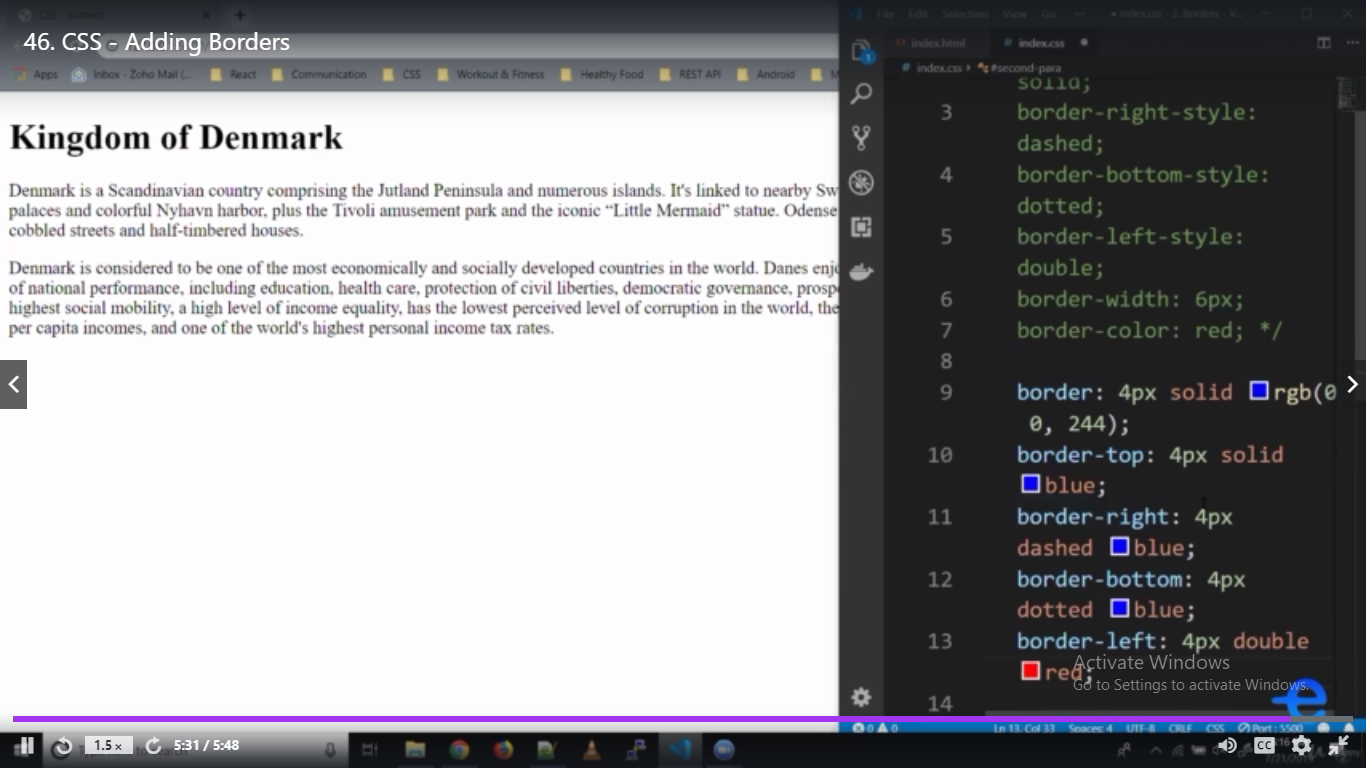 46. CSS - Adding Borders
CSS - Borders
File Edit Selection View Go ··· ● index.css - 3. Borders - V...
index.html
# index.css ●
Apps Inbox - Zoho Mail (... React Communication CSS Workout & Fitness Healthy Food REST API Android M
# index.css › #second-para
Kingdom of Denmark
Denmark is a Scandinavian country comprising the Jutland Peninsula and numerous islands. It's linked to nearby Sw
palaces and colorful Nyhavn harbor, plus the Tivoli amusement park and the iconic “Little Mermaid” statue. Odense
cobbled streets and half-timbered houses.
Denmark is considered to be one of the most economically and socially developed countries in the world. Danes enjo
of national performance, including education, health care, protection of civil liberties, democratic governance, prospe
highest social mobility, a high level of income equality, has the lowest perceived level of corruption in the world, the
per capita incomes, and one of the world's highest personal income tax rates.
solid;
3 border-right-style:
dashed;
4 border-bottom-style:
dotted;
5 border-left-style:
double;
6 border-width: 6px;
7 border-color: red; */
8
9 border: 4px solid rgb(0
0, 244);
10 border-top: 4px solid
blue;
11 border-right: 4px
dashed blue;
12 border-bottom: 4px
dotted blue;
13 border-left: 4px double
red;
14
Activate Windows
Go to Settings to activate Windows.
0 0 Ln 13, Col 33 Spaces: 4 UTF-8 CRLF CSS Port : 5500
1.5 × 5:31 / 5:48
CC